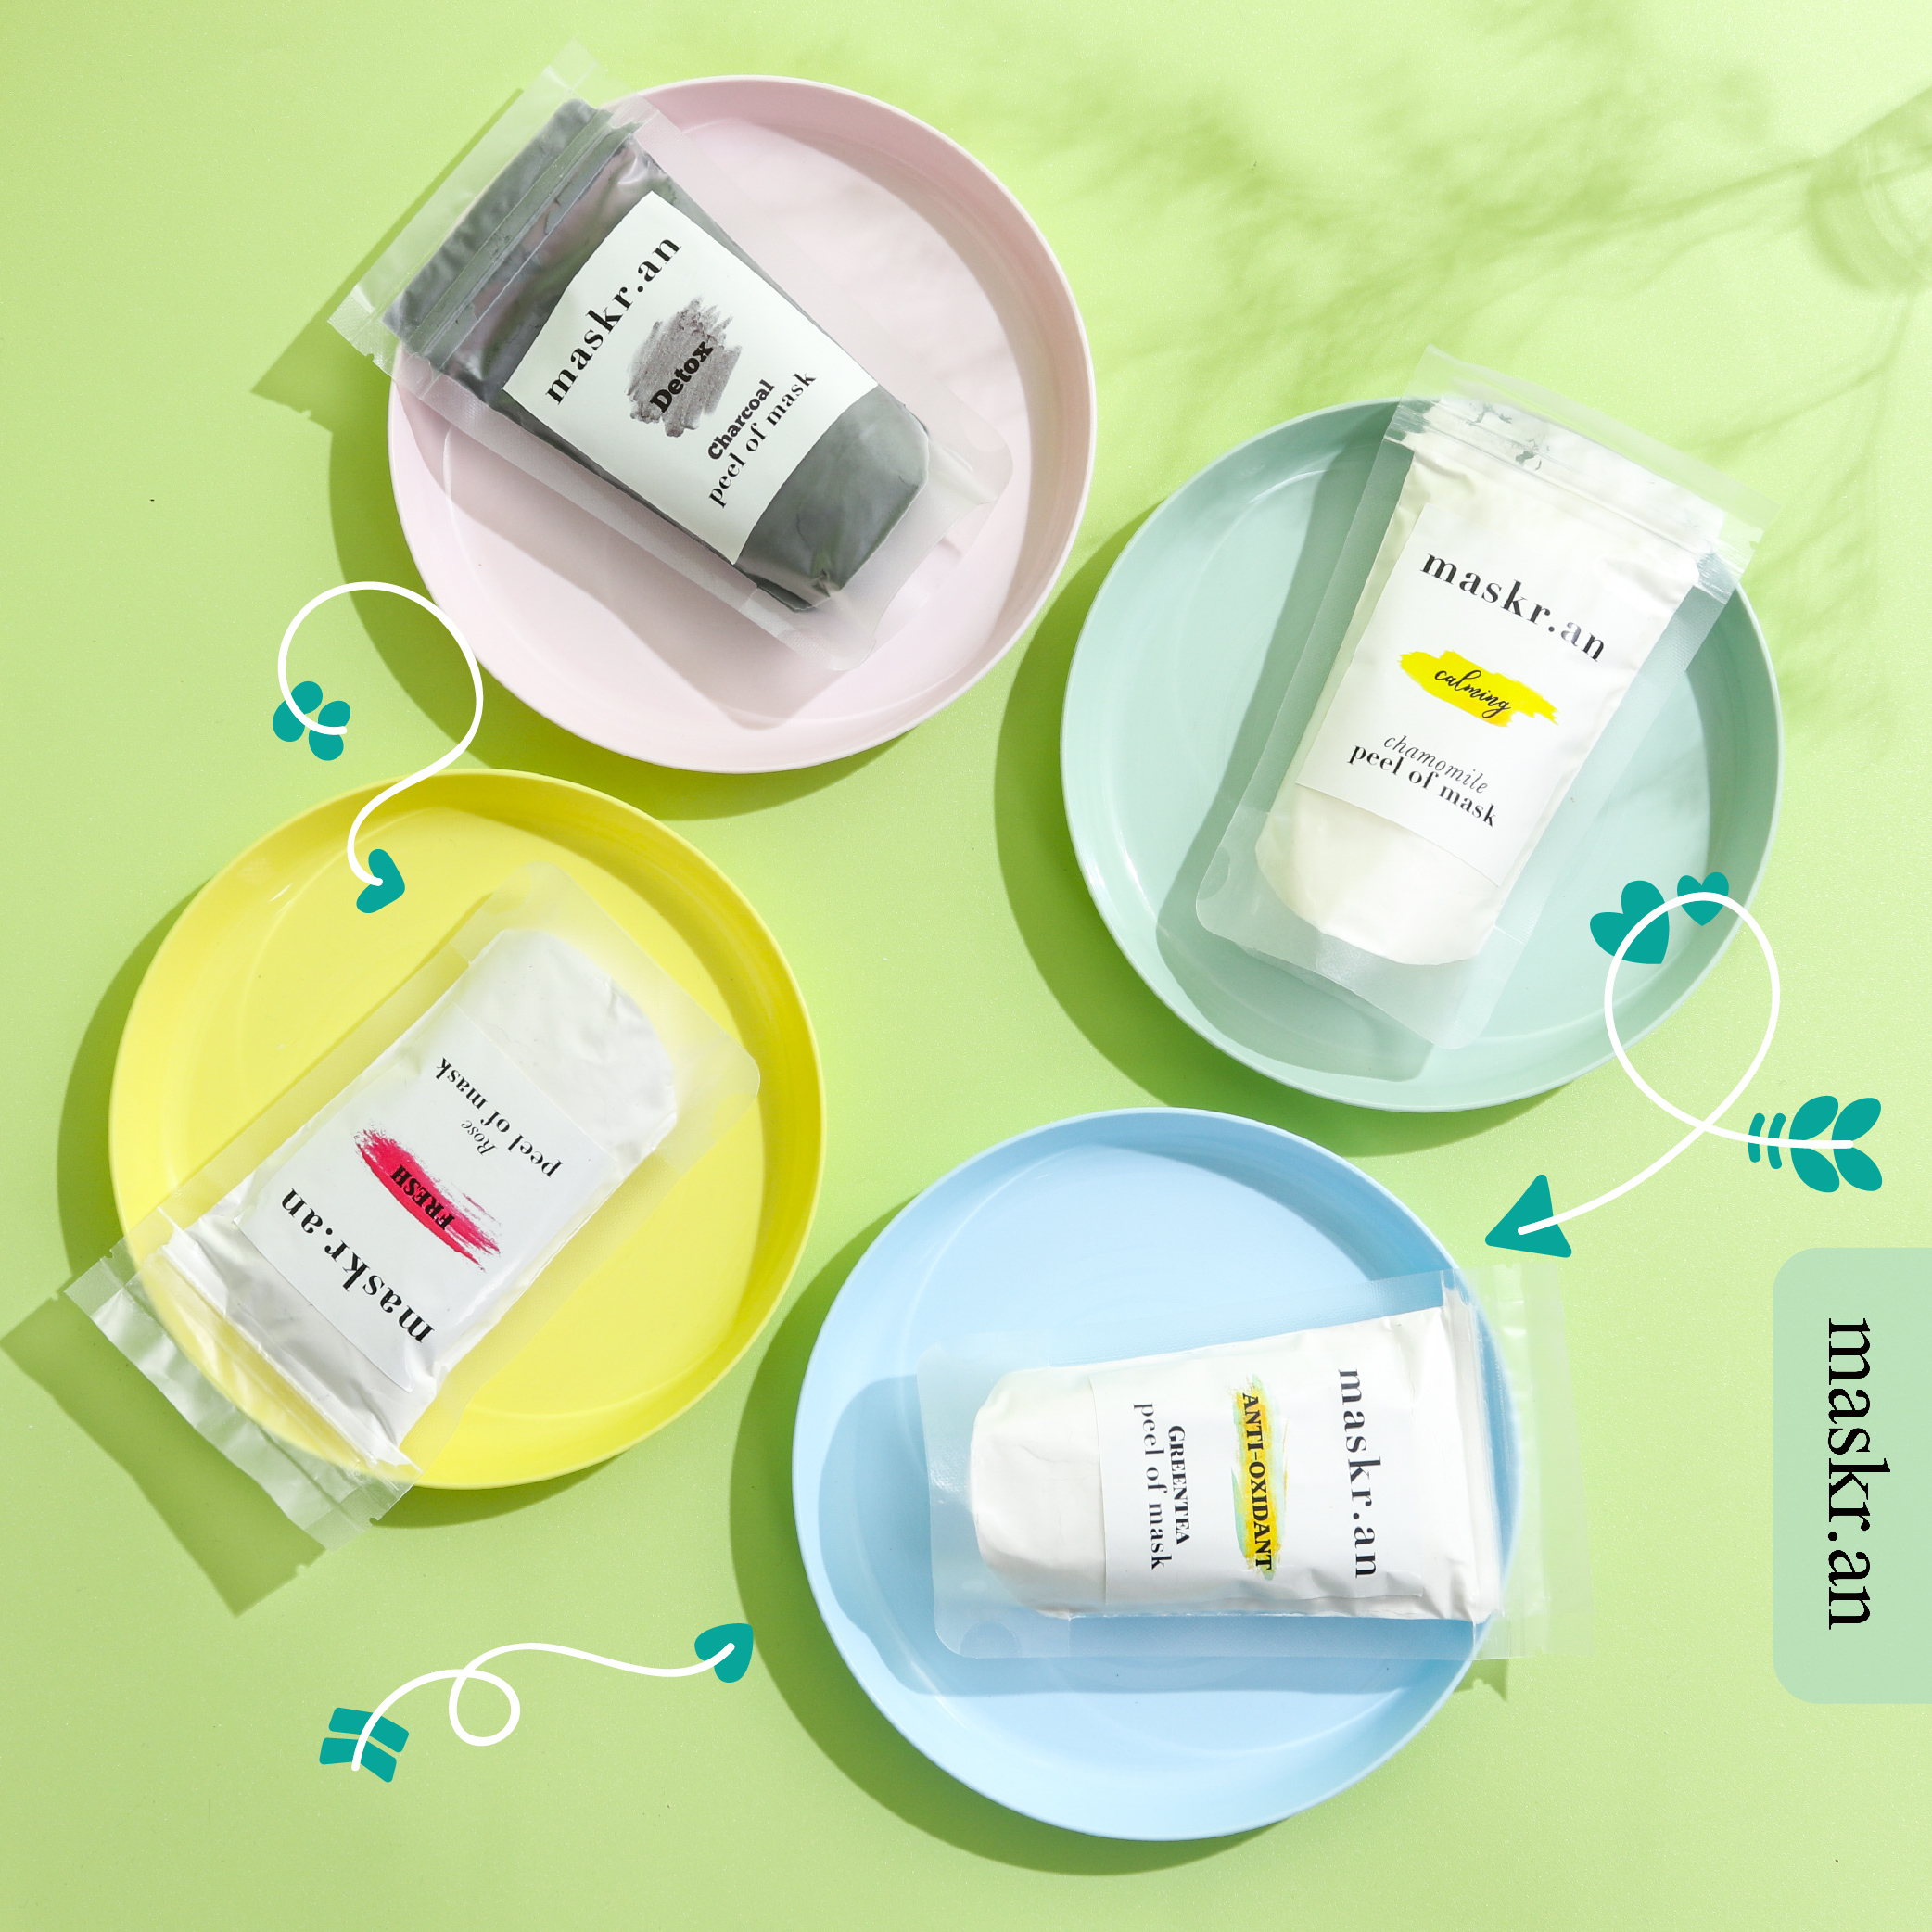 maskr.an
Detox
Charcoal
peel of mask
maskr.an
calming
chamomile
peel of mask
maskr.an
FRESH
Rose
peel of mask
maskr.an
ANTI-OXIDANT
GREENTEA
peel of mask
maskr.an